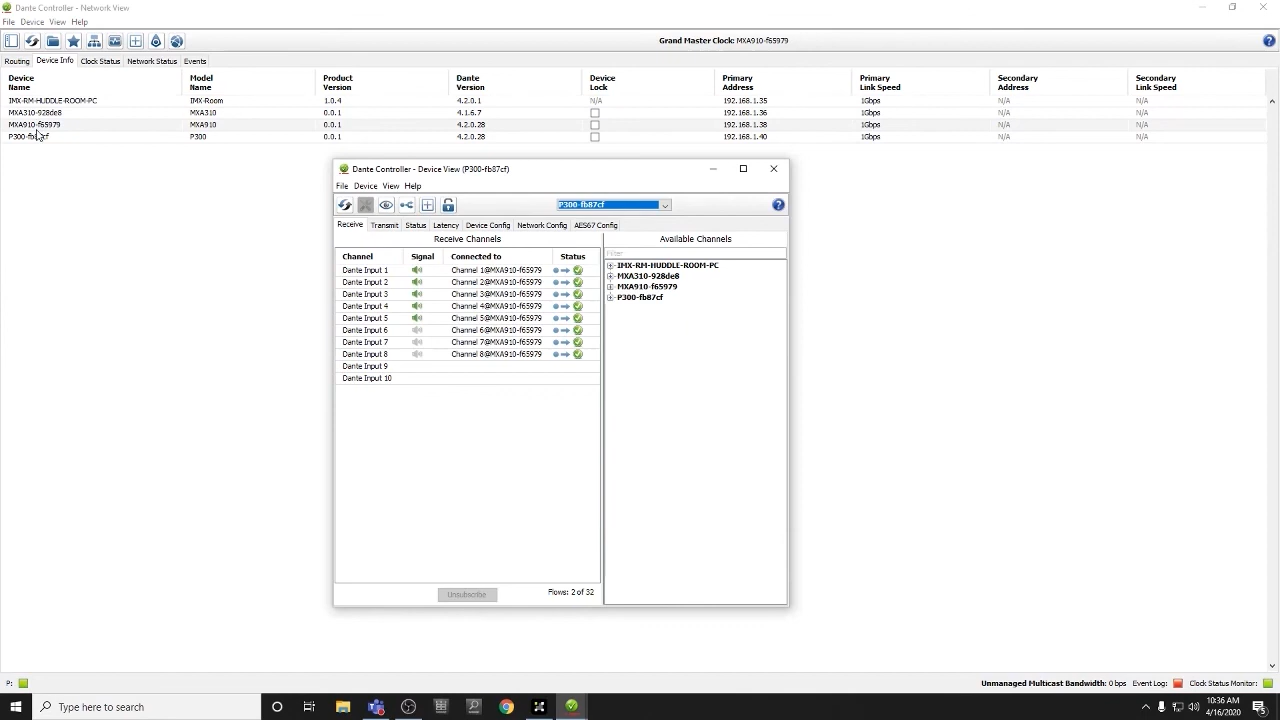 Dante Controller - Network View
File Device View Help
Grand Master Clock: MXA910-f65979
Routing Device Info Clock Status Network Status Events
Device Name Model Name Product Version Dante Version Device Lock Primary Address Primary Link Speed Secondary Address Secondary Link Speed
IMX-RM-HUDDLE-ROOM-PC IMX-Room 1.0.4 4.2.0.1 N/A 192.168.1.35 1Gbps N/A N/A
MXA310-928de8 MXA310 0.0.1 4.1.6.7 192.168.1.36 1Gbps N/A N/A
MXA910-f65979 MXA910 0.0.1 4.2.0.28 192.168.1.38 1Gbps N/A N/A
P300-fb87cf P300 0.0.1 4.2.0.28 192.168.1.40 1Gbps N/A N/A
Dante Controller - Device View (P300-fb87cf)
File Device View Help
P300-fb87cf
Receive Transmit Status Latency Device Config Network Config AES67 Config
Receive Channels
Channel Signal Connected to Status
Dante Input 1 Channel 1@MXA910-f65979
Dante Input 2 Channel 2@MXA910-f65979
Dante Input 3 Channel 3@MXA910-f65979
Dante Input 4 Channel 4@MXA910-f65979
Dante Input 5 Channel 5@MXA910-f65979
Dante Input 6 Channel 6@MXA910-f65979
Dante Input 7 Channel 7@MXA910-f65979
Dante Input 8 Channel 8@MXA910-f65979
Dante Input 9
Dante Input 10
Unsubscribe Flows: 2 of 32
Available Channels
Filter
IMX-RM-HUDDLE-ROOM-PC
MXA310-928de8
MXA910-f65979
P300-fb87cf
P: Unmanaged Multicast Bandwidth: 0 bps Event Log: Clock Status Monitor:
Type here to search
10:36 AM
4/16/2020